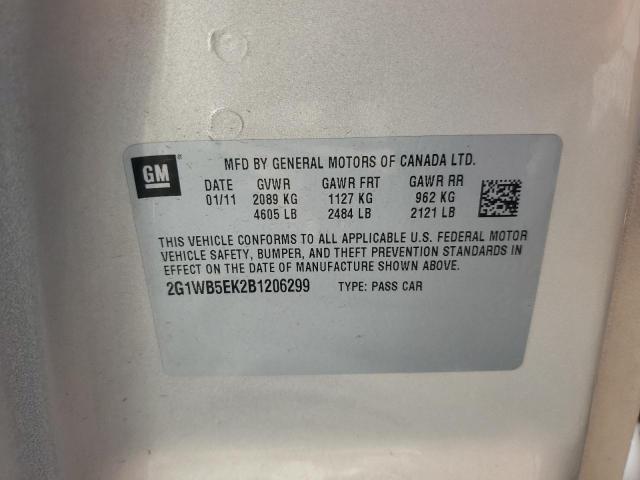 GM
MFD BY GENERAL MOTORS OF CANADA LTD.
DATE GVWR GAWR FRT GAWR RR
01/11 2089 KG 1127 KG 962 KG
4605 LB 2484 LB 2121 LB
THIS VEHICLE CONFORMS TO ALL APPLICABLE U.S. FEDERAL MOTOR
VEHICLE SAFETY, BUMPER, AND THEFT PREVENTION STANDARDS IN
EFFECT ON THE DATE OF MANUFACTURE SHOWN ABOVE.
2G1WB5EK2B1206299 TYPE: PASS CAR